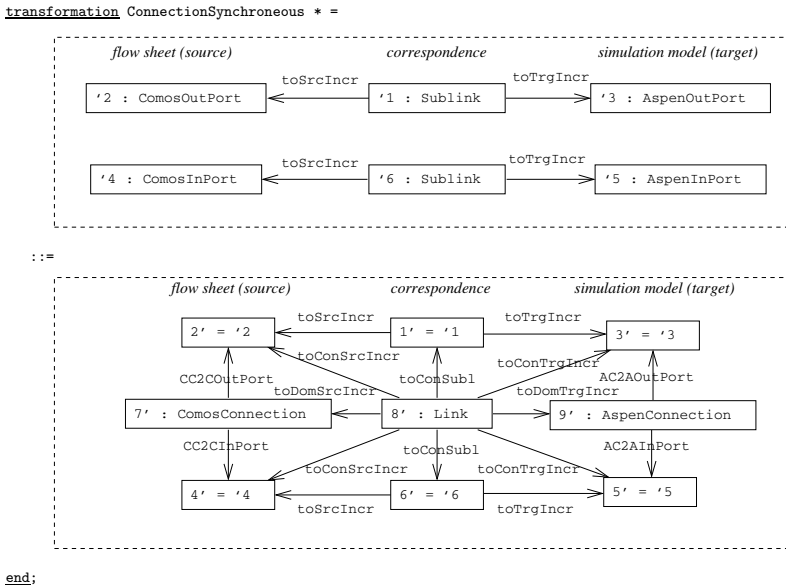 transformation ConnectionSynchroneous * =
flow sheet (source) correspondence simulation model (target)
toSrcIncr toTrgIncr
‘2 : ComosOutPort ‘1 : Sublink ‘3 : AspenOutPort
toSrcIncr toTrgIncr
‘4 : ComosInPort ‘6 : Sublink ‘5 : AspenInPort
::=
flow sheet (source) correspondence simulation model (target)
toSrcIncr toTrgIncr
2’ = ‘2 1’ = ‘1 3’ = ‘3
toConSrcIncr toConTrgIncr
CC2COutPort toConSubl AC2AOutPort
toDomSrcIncr toDomTrgIncr
7’ : ComosConnection 8’ : Link 9’ : AspenConnection
CC2CInPort toConSubl AC2AInPort
toConSrcIncr toConTrgIncr
4’ = ‘4 6’ = ‘6 5’ = ‘5
toSrcIncr toTrgIncr
end;